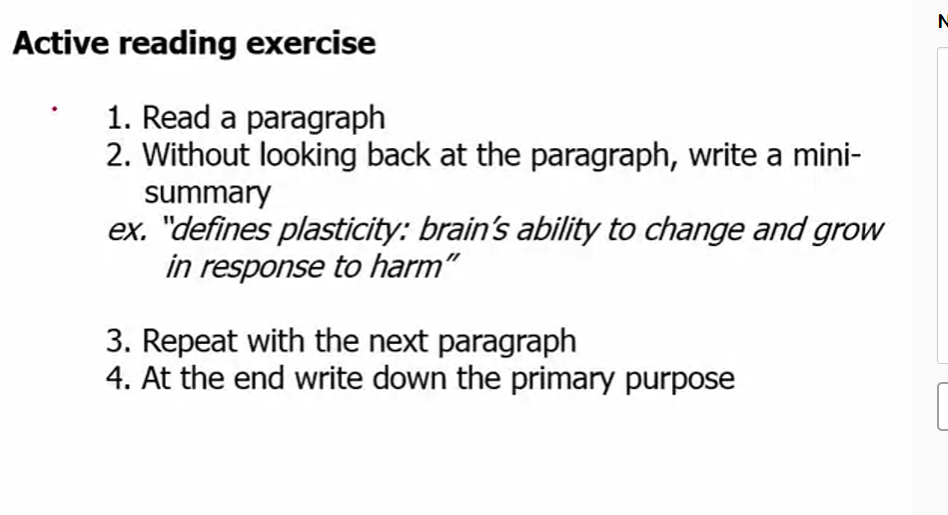 Active reading exercise
1. Read a paragraph
2. Without looking back at the paragraph, write a mini-
summary
ex. "defines plasticity: brain's ability to change and grow
in response to harm"
3. Repeat with the next paragraph
4. At the end write down the primary purpose